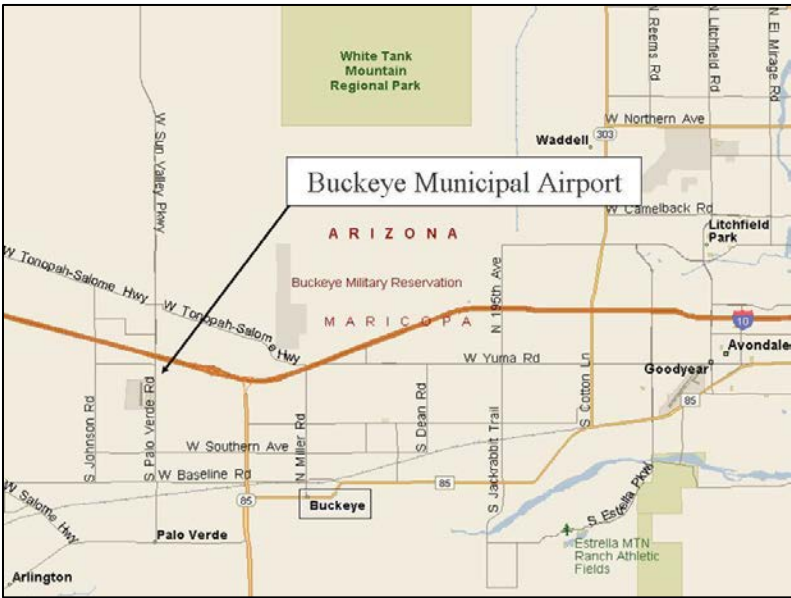 White Tank
Mountain
Regional Park
N Reems Rd
N Litchfield Rd
N El Mirage Rd
W Sun Valley Pkwy
W Northern Ave
303
Waddell
Buckeye Municipal Airport
W Camelback Rd
Litchfield
Park
ARIZONA
W Tonopah-Salome Hwy
Buckeye Military Reservation
N 195th Ave
W Tonopah-Salome Hwy
MARICOPA
10
Avondale
W Yuma Rd
Goodyear
S Cotton Ln
S Johnson Rd
S Palo Verde Rd
N Miller Rd
S Dean Rd
85
S Jackrabbit Trail
W Southern Ave
W Baseline Rd
85
W Salome Hwy
85
Buckeye
S Estrella Pkwy
Palo Verde
Estrella MTN
Ranch Athletic
Fields
Arlington